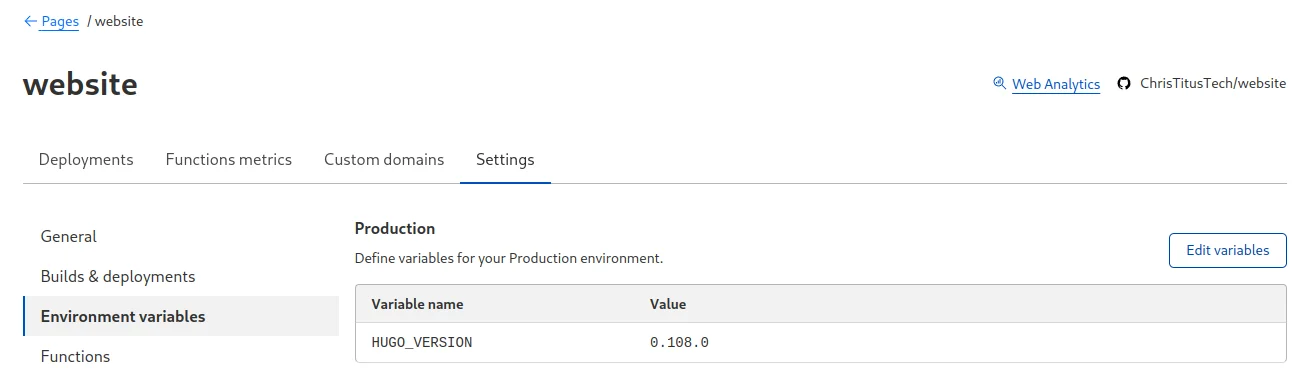 ← Pages / website
website
Web Analytics ChrisTitusTech/website
Deployments Functions metrics Custom domains Settings
General
Builds & deployments
Environment variables
Functions
Production
Define variables for your Production environment.
Edit variables
Variable name Value
HUGO_VERSION 0.108.0